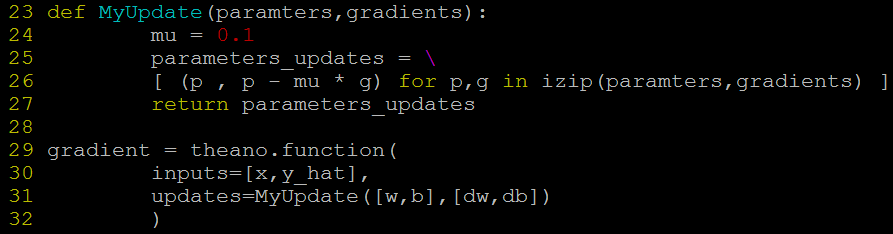 23 def MyUpdate(paramters,gradients):
24         mu = 0.1
25         parameters_updates = \
26         [ (p , p - mu * g) for p,g in izip(paramters,gradients) ]
27         return parameters_updates
28
29 gradient = theano.function(
30         inputs=[x,y_hat],
31         updates=MyUpdate([w,b],[dw,db])
32         )